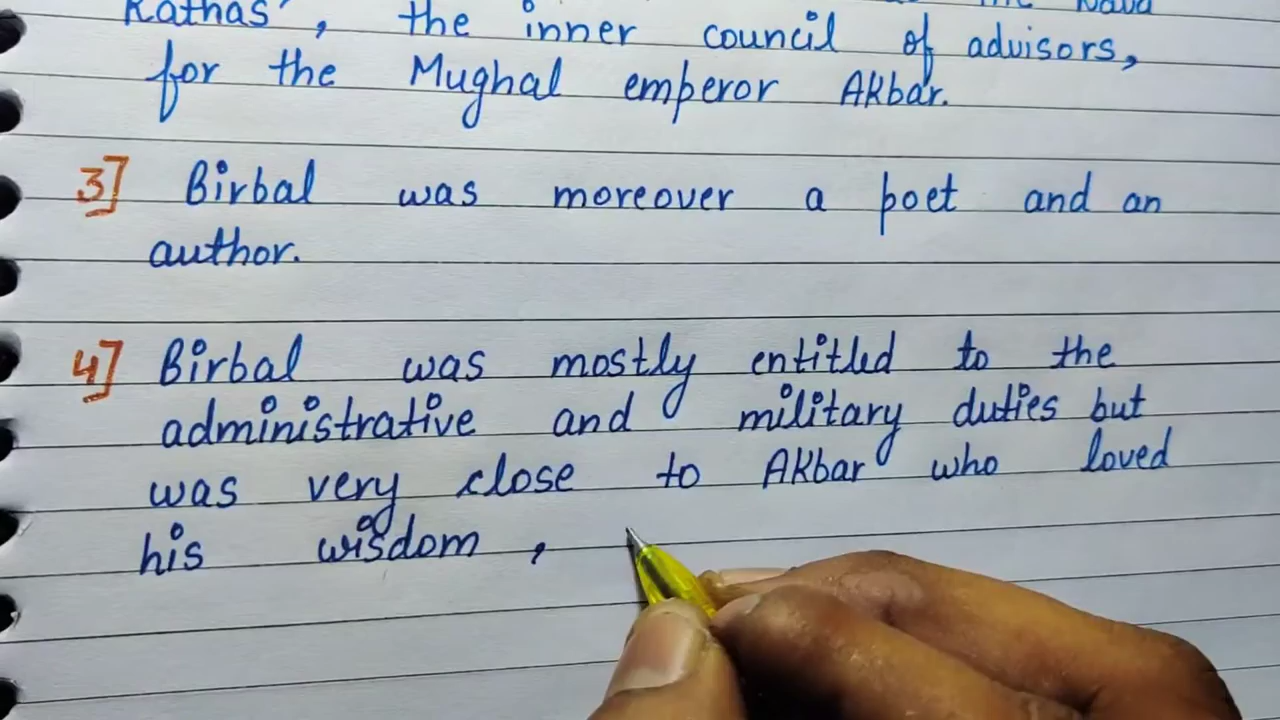 Rathas", the inner council of advisors,
for the Mughal emperor Akbar.
3] Birbal was moreover a poet and an
author.
4] Birbal was mostly entitled to the
administrative and military duties but
was very close to Akbar who loved
his wisdom,